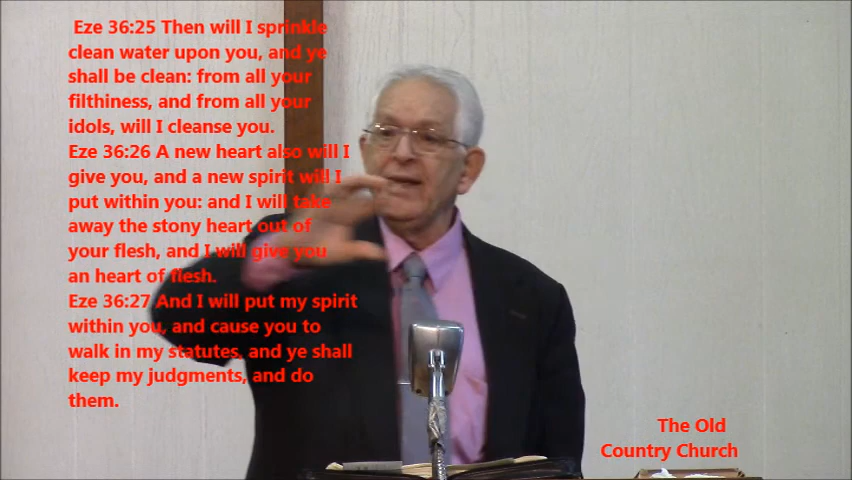 Eze 36:25 Then will I sprinkle
clean water upon you, and ye
shall be clean: from all your
filthiness, and from all your
idols, will I cleanse you.
Eze 36:26 A new heart also will I
give you, and a new spirit will I
put within you: and I will take
away the stony heart out of
your flesh, and I will give you
an heart of flesh.
Eze 36:27 And I will put my spirit
within you, and cause you to
walk in my statutes, and ye shall
keep my judgments, and do
them.
The Old
Country Church